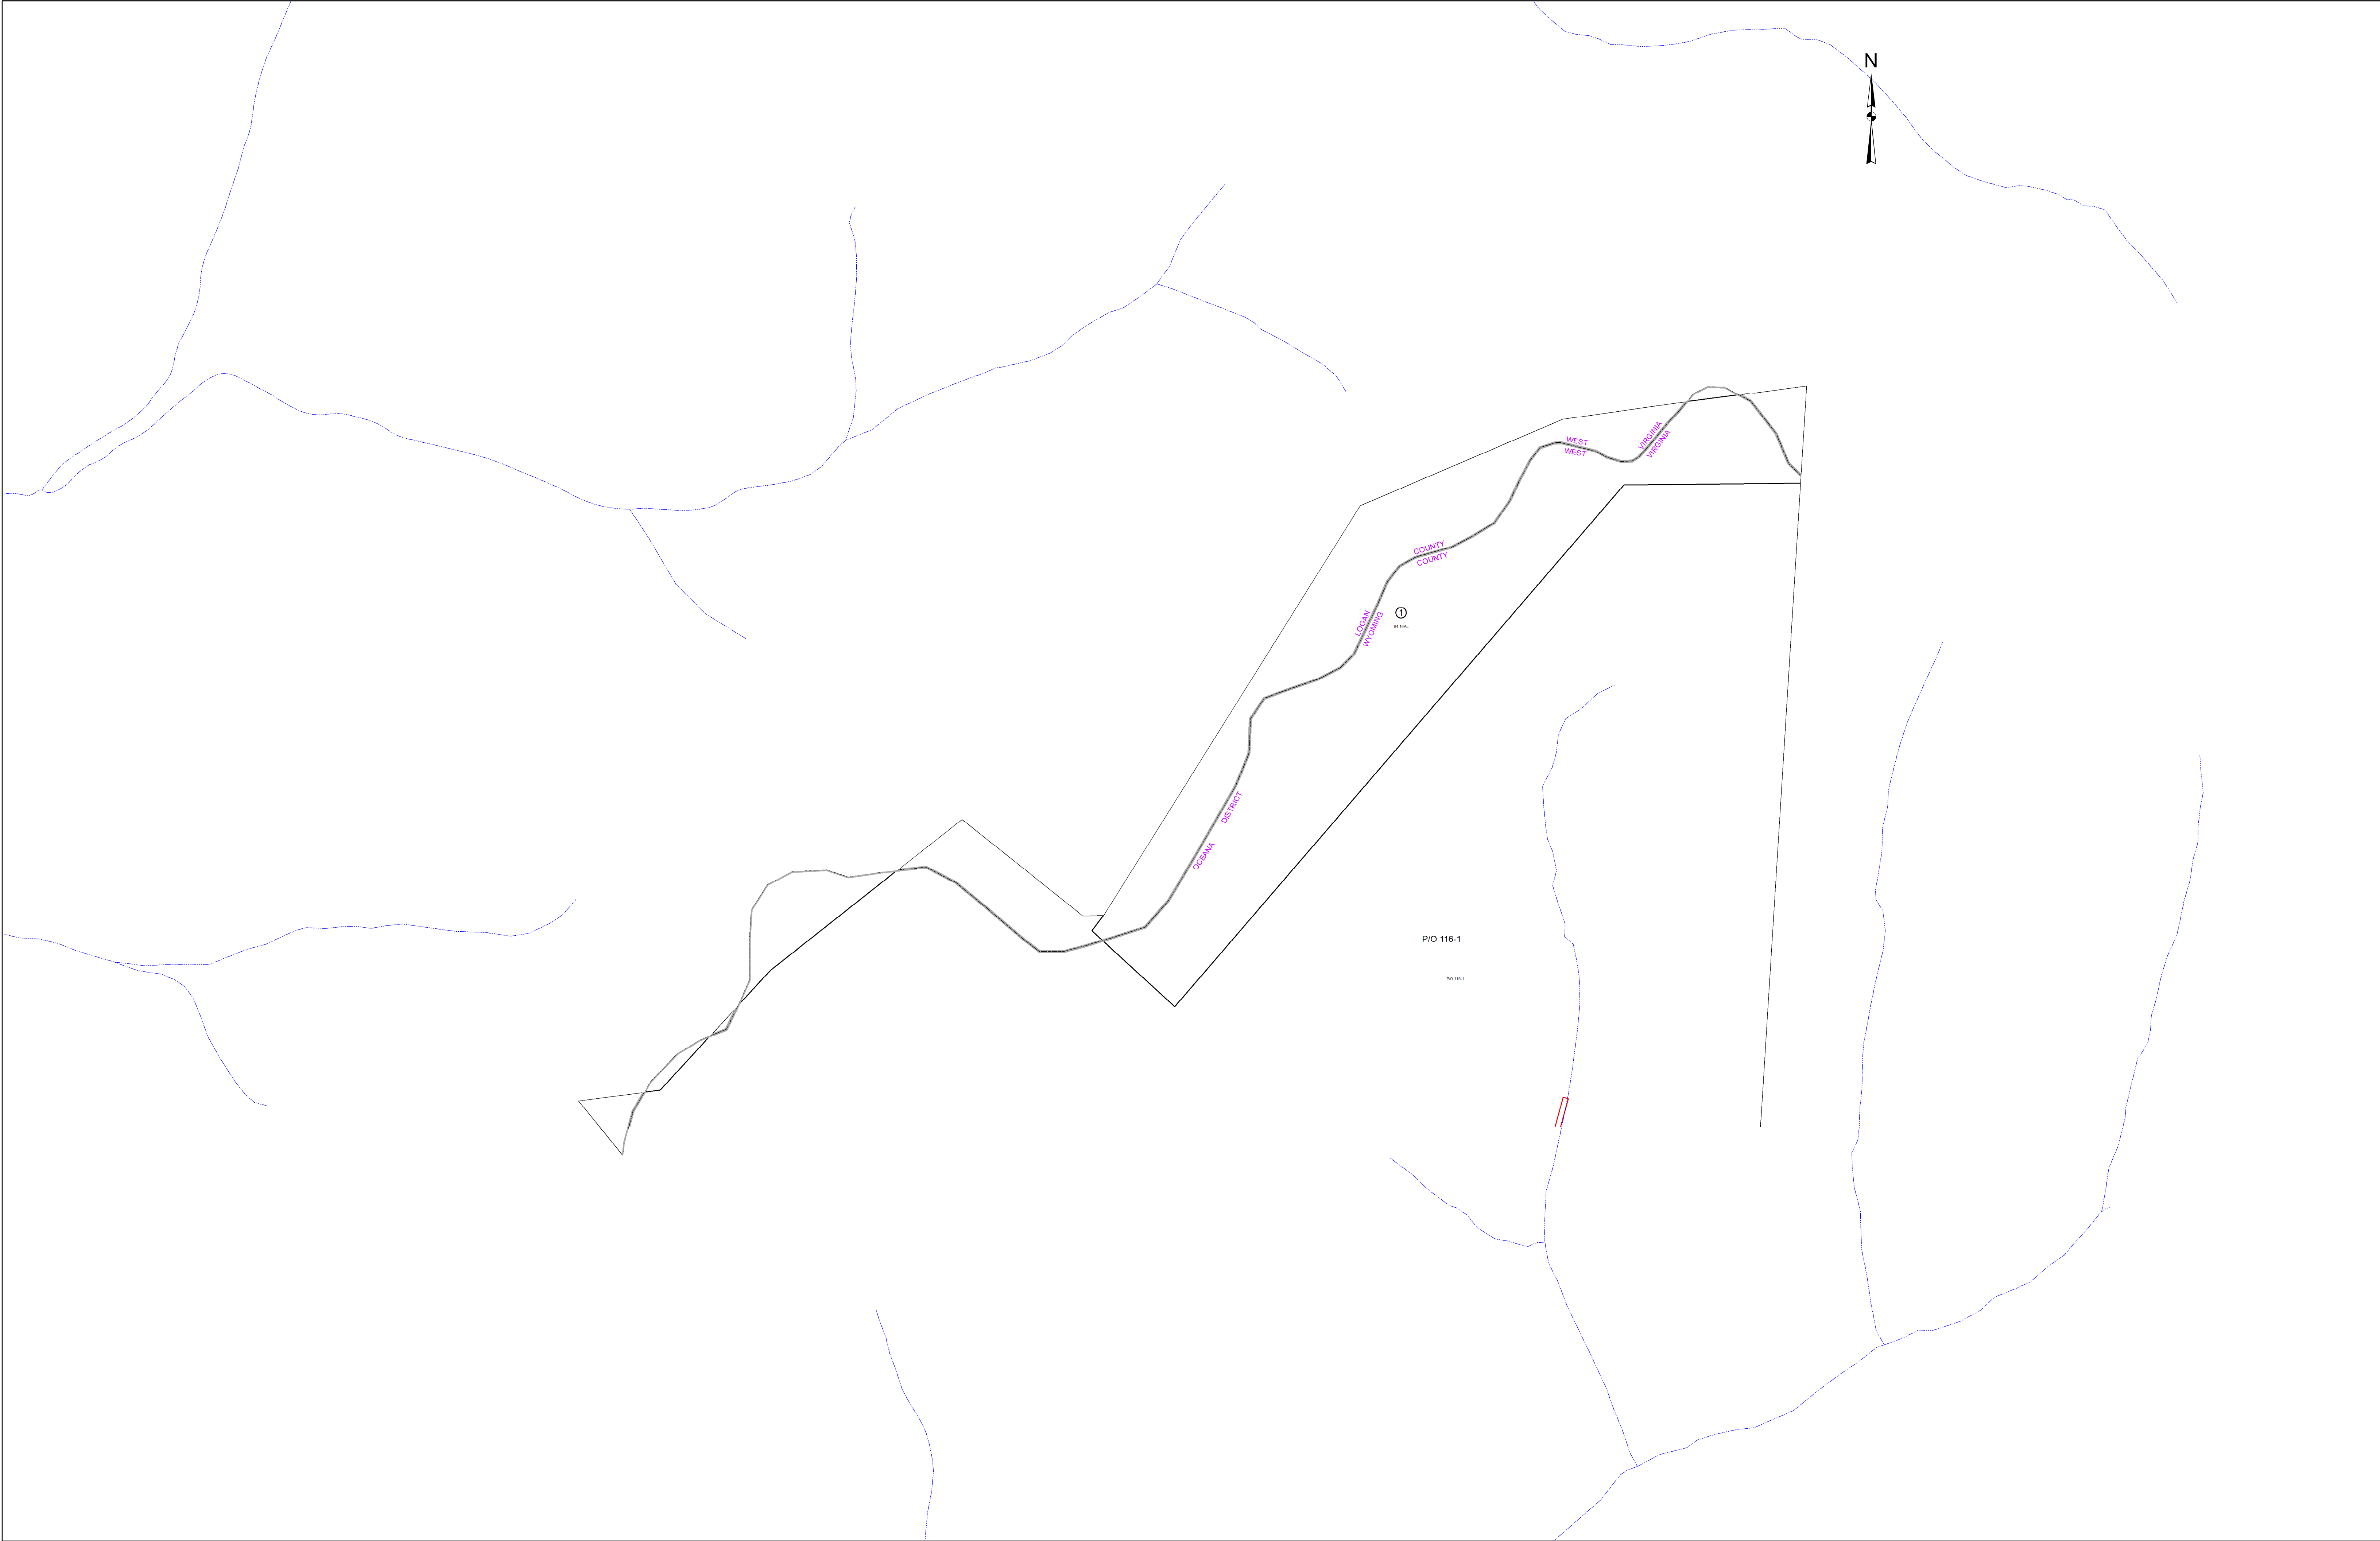 N
WEST VIRGINIA
WEST VIRGINIA
COUNTY
COUNTY
LOGAN
WYOMING
1
DISTRICT
OCEANA
P/O 116-1